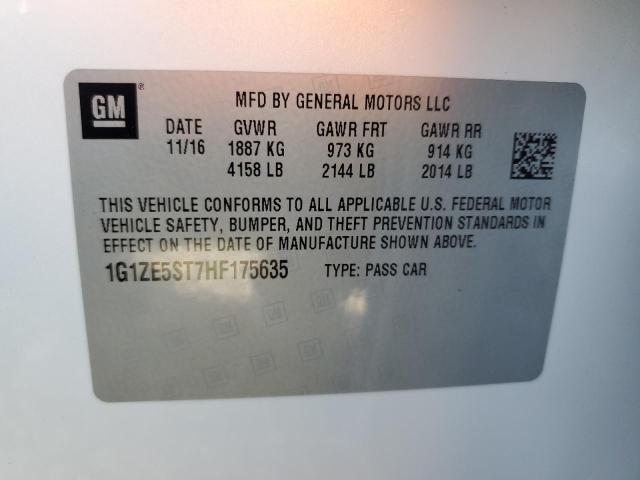 GM
MFD BY GENERAL MOTORS LLC
DATE GVWR GAWR FRT GAWR RR
11/16 1887 KG 973 KG 914 KG
4158 LB 2144 LB 2014 LB
THIS VEHICLE CONFORMS TO ALL APPLICABLE U.S. FEDERAL MOTOR
VEHICLE SAFETY, BUMPER, AND THEFT PREVENTION STANDARDS IN
EFFECT ON THE DATE OF MANUFACTURE SHOWN ABOVE.
1G1ZE5ST7HF175635 TYPE: PASS CAR